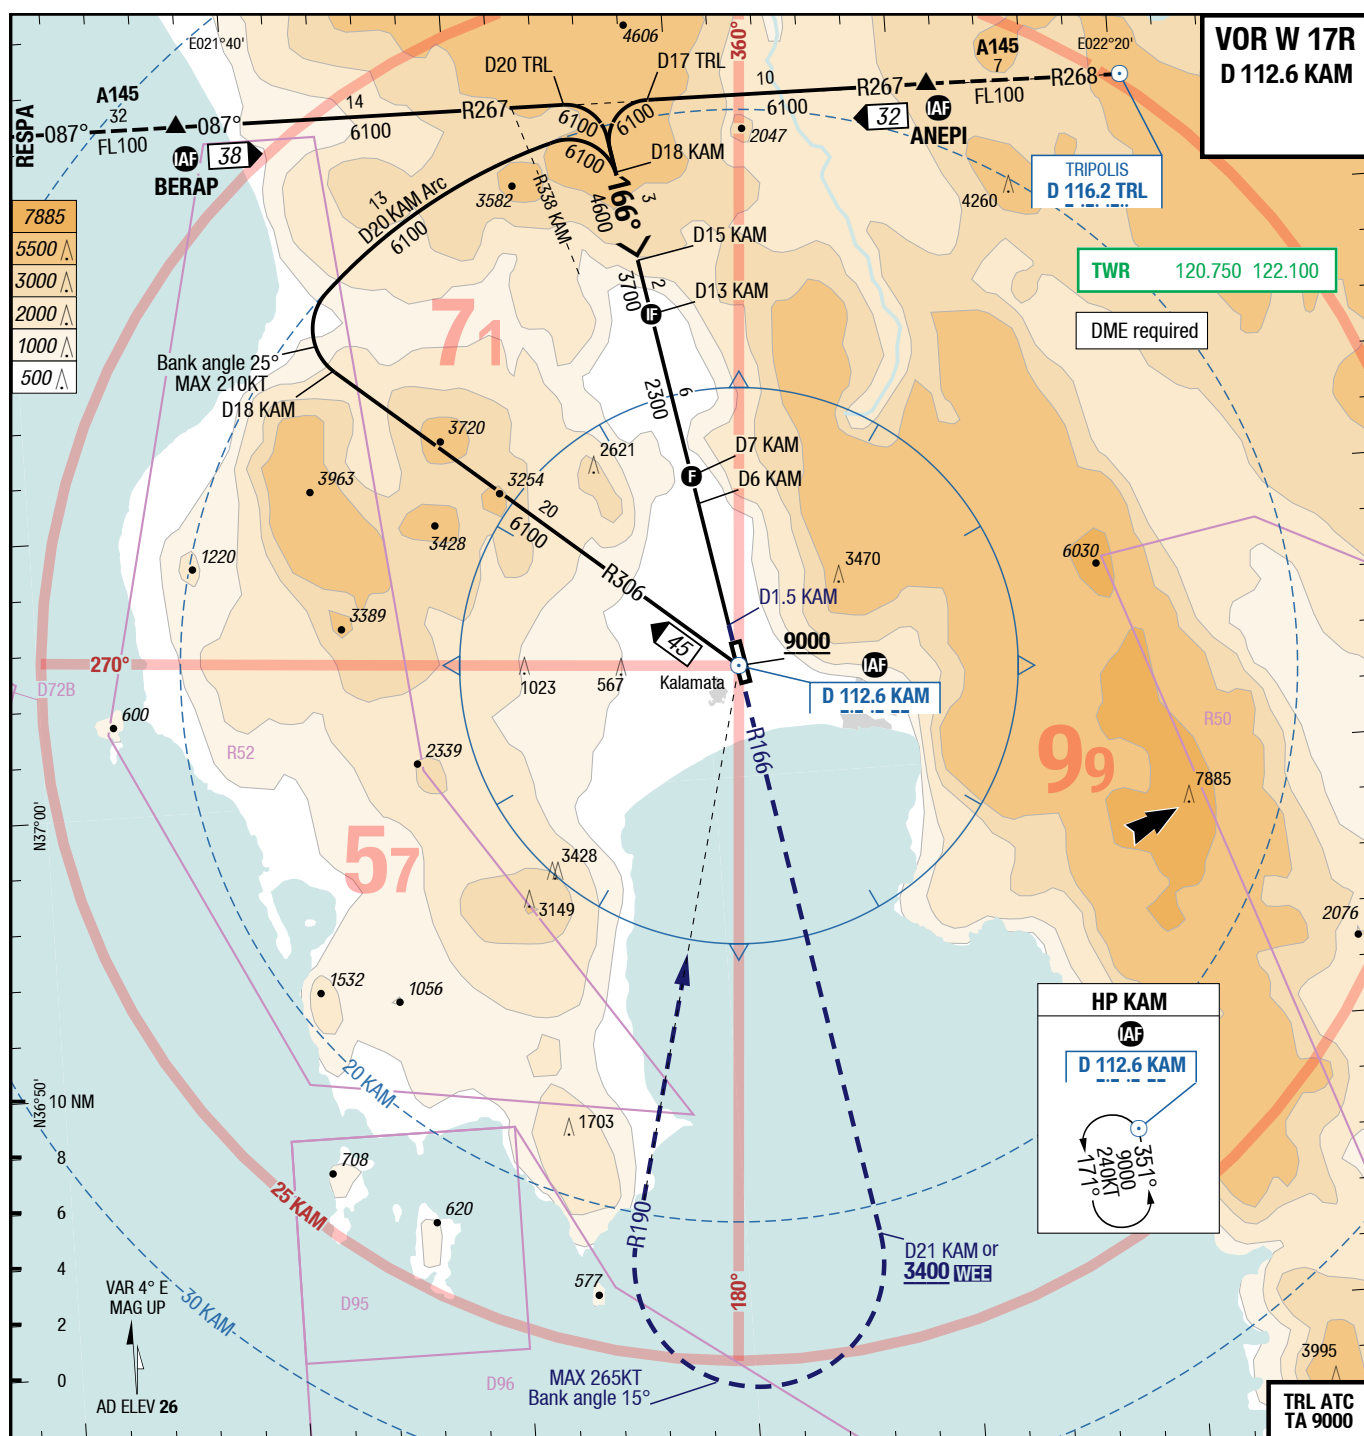 VOR W 17R
D 112.6 KAM
4606
360°
E021°40'
E022°20'
RESPA
087°
A145
32
FL100
087°
14
6100
R267
D20 TRL
D17 TRL
10
6100
R267
A145
7
FL100
R268
IAF
BERAP
38
6100
6100
6100
32
IAF
ANEPI
2047
D18 KAM
TRIPOLIS
D 116.2 TRL
4260
13
D20 KAM Arc
6100
3582
R338 KAM
166°
3
4600
7885
5500
3000
2000
1000
500
D15 KAM
2
3700
D13 KAM
IF
TWR 120.750 122.100
DME required
71
Bank angle 25°
MAX 210KT
D18 KAM
6
2300
3720
2621
D7 KAM
F
D6 KAM
3963
3254
20
6100
3428
1220
3470
6030
R306
D1.5 KAM
3389
45
9000
270°
IAF
D72B
1023
567
Kalamata
D 112.6 KAM
600
R52
2339
R166
99
R50
7885
N37°00'
57
3428
3149
2076
1532
1056
HP KAM
IAF
D 112.6 KAM
351°
9000
240KT
171°
20 KAM
N36°50'
10 NM
8
6
4
2
0
1703
708
25 KAM
620
R190
D21 KAM or
3400 WEE
577
180°
VAR 4° E
MAG UP
30 KAM
D95
D96
MAX 265KT
Bank angle 15°
3995
AD ELEV 26
TRL ATC
TA 9000